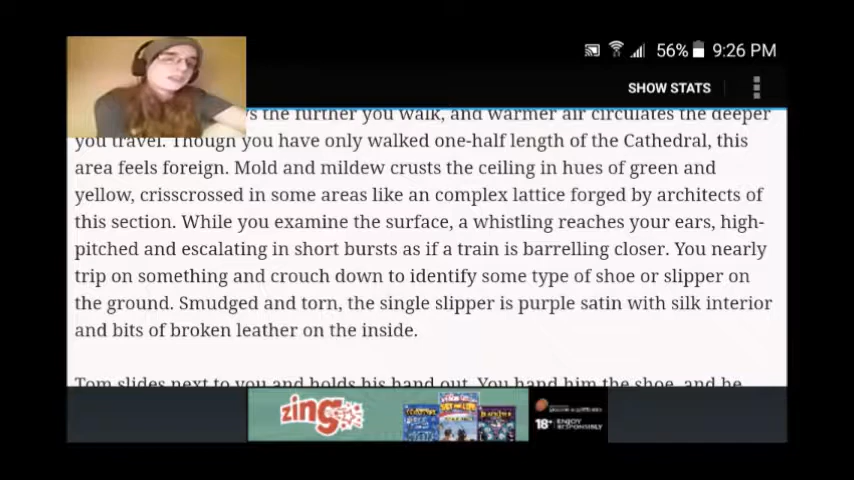 56% 9:26 PM
SHOW STATS
the further you walk, and warmer air circulates the deeper
you travel. Though you have only walked one-half length of the Cathedral, this
area feels foreign. Mold and mildew crusts the ceiling in hues of green and
yellow, crisscrossed in some areas like an complex lattice forged by architects of
this section. While you examine the surface, a whistling reaches your ears, high-
pitched and escalating in short bursts as if a train is barrelling closer. You nearly
trip on something and crouch down to identify some type of shoe or slipper on
the ground. Smudged and torn, the single slipper is purple satin with silk interior
and bits of broken leather on the inside.
Tom slides next to you and holds his hand out. You hand him the shoe, and he
zing
18+ ENJOY
RESPONSIBLY